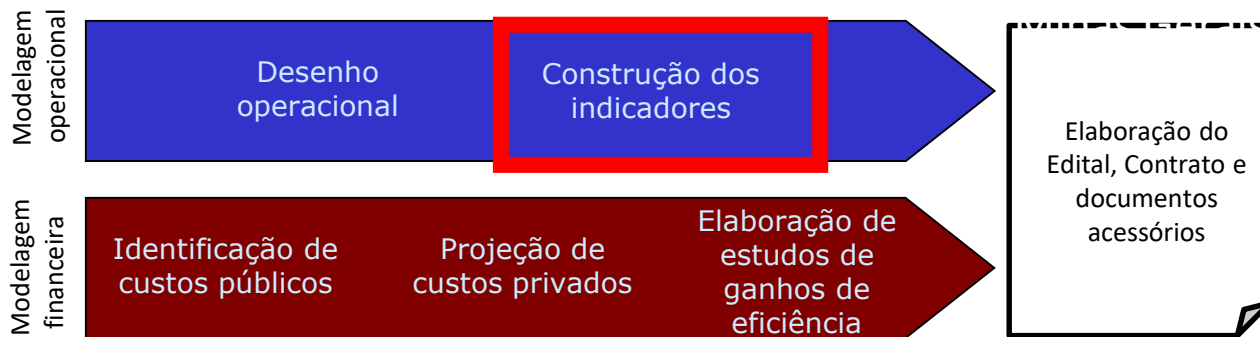 Modelagem
operacional
Desenho
operacional
Construção dos
indicadores
Modelagem
financeira
Identificação de
custos públicos
Projeção de
custos privados
Elaboração de
estudos de
ganhos de
eficiência
Elaboração do
Edital, Contrato e
documentos
acessórios